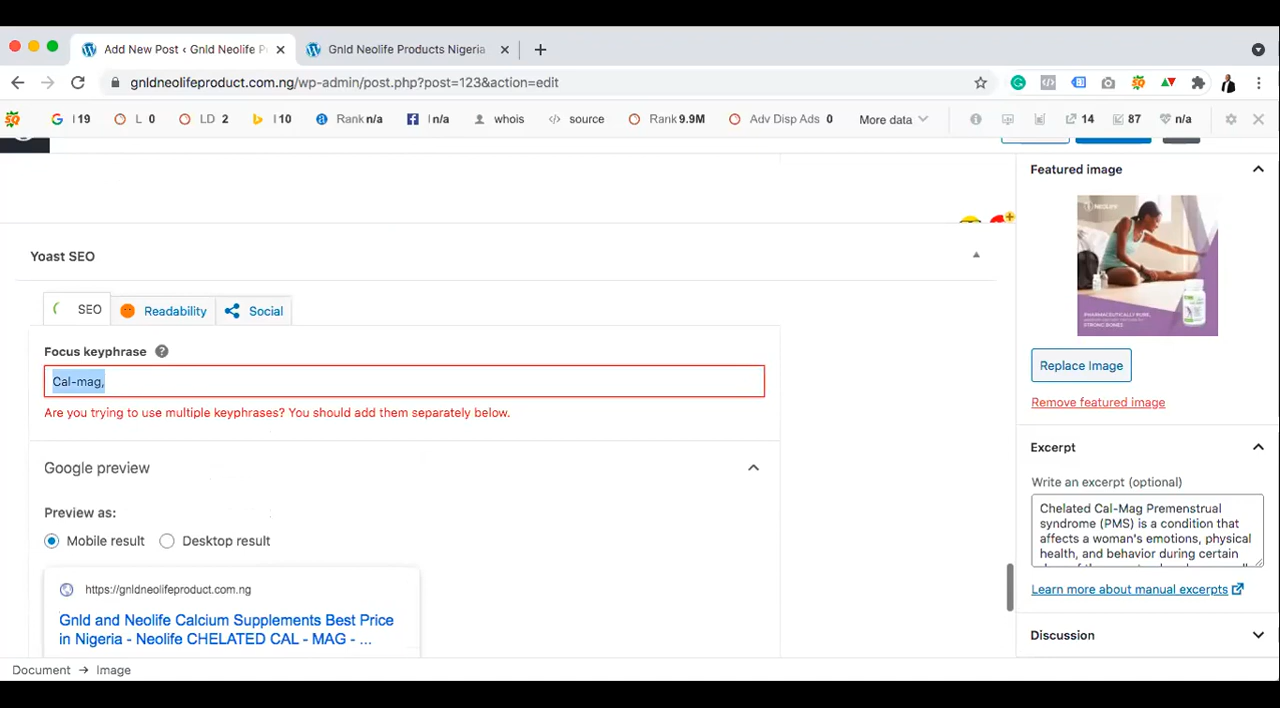 Add New Post ‹ Gnld Neolife P
Gnld Neolife Products Nigeria
gnldneolifeproduct.com.ng/wp-admin/post.php?post=123&action=edit
SQ
I 19
L 0
LD 2
I 10
Rank n/a
I n/a
whois
source
Rank 9.9M
Adv Disp Ads 0
More data
14
87
n/a
Featured image
NEOLIFE
PHARMACEUTICALLY PURE,
STRONG BONES
Replace Image
Remove featured image
Yoast SEO
SEO
Readability
Social
Focus keyphrase
Cal-mag,
Are you trying to use multiple keyphrases? You should add them separately below.
Google preview
Preview as:
Mobile result
Desktop result
https://gnldneolifeproduct.com.ng
Gnld and Neolife Calcium Supplements Best Price
in Nigeria - Neolife CHELATED CAL - MAG - ...
Excerpt
Write an excerpt (optional)
Chelated Cal-Mag Premenstrual
syndrome (PMS) is a condition that
affects a woman's emotions, physical
health, and behavior during certain
Learn more about manual excerpts
Discussion
Document → Image